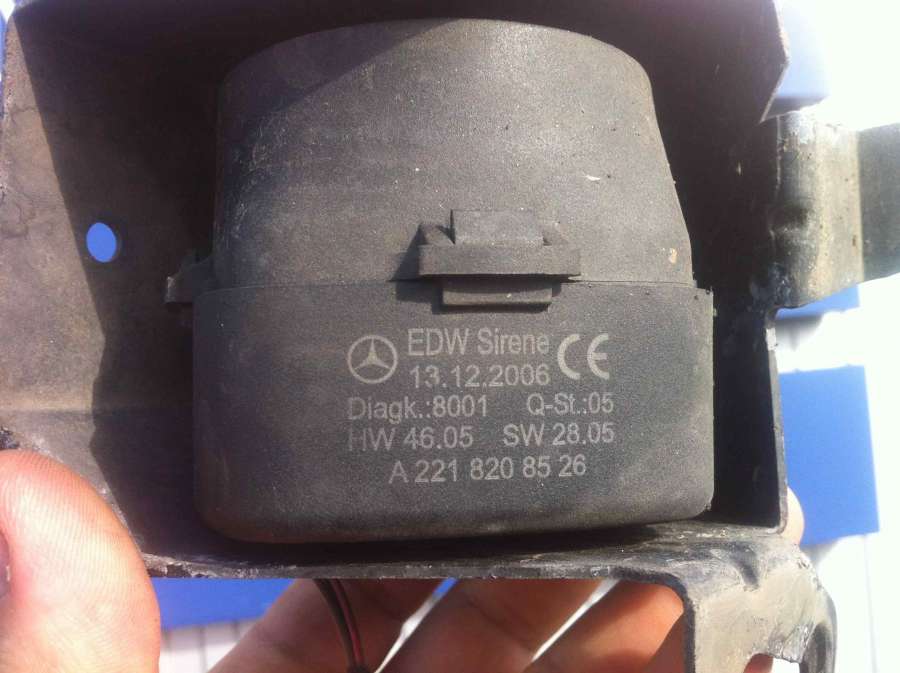 EDW Sirene CE
13.12.2006
Diagk.:8001 Q-St.:05
HW 46.05 SW 28.05
A 221 820 85 26